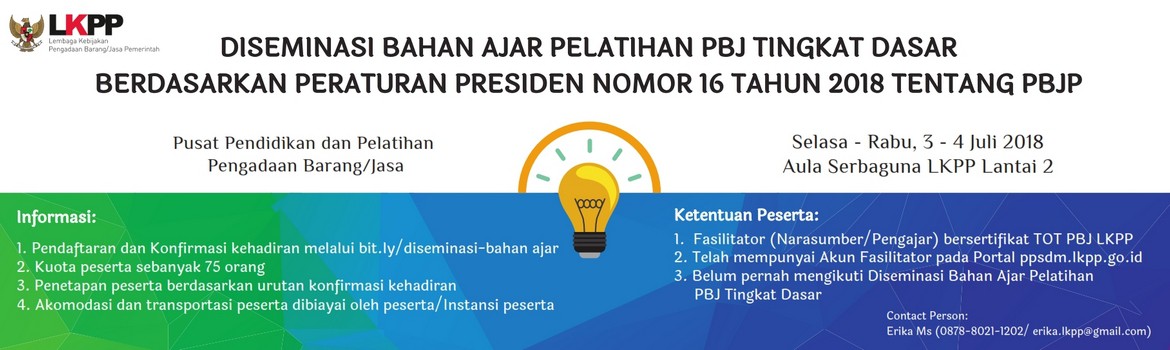 LKPP
Lembaga Kebijakan
Pengadaan Barang/Jasa Pemerintah
DISEMINASI BAHAN AJAR PELATIHAN PBJ TINGKAT DASAR
BERDASARKAN PERATURAN PRESIDEN NOMOR 16 TAHUN 2018 TENTANG PBJP
Pusat Pendidikan dan Pelatihan
Pengadaan Barang/Jasa
Selasa - Rabu, 3 - 4 Juli 2018
Aula Serbaguna LKPP Lantai 2
Informasi:
1. Pendaftaran dan Konfirmasi kehadiran melalui bit.ly/diseminasi-bahan ajar
2. Kuota peserta sebanyak 75 orang
3. Penetapan peserta berdasarkan urutan konfirmasi kehadiran
4. Akomodasi dan transportasi peserta dibiayai oleh peserta/Instansi peserta
Ketentuan Peserta:
1. Fasilitator (Narasumber/Pengajar) bersertifikat TOT PBJ LKPP
2. Telah mempunyai Akun Fasilitator pada Portal ppsdm.lkpp.go.id
3. Belum pernah mengikuti Diseminasi Bahan Ajar Pelatihan
PBJ Tingkat Dasar
Contact Person:
Erika Ms (0878-8021-1202/ erika.lkpp@gmail.com)